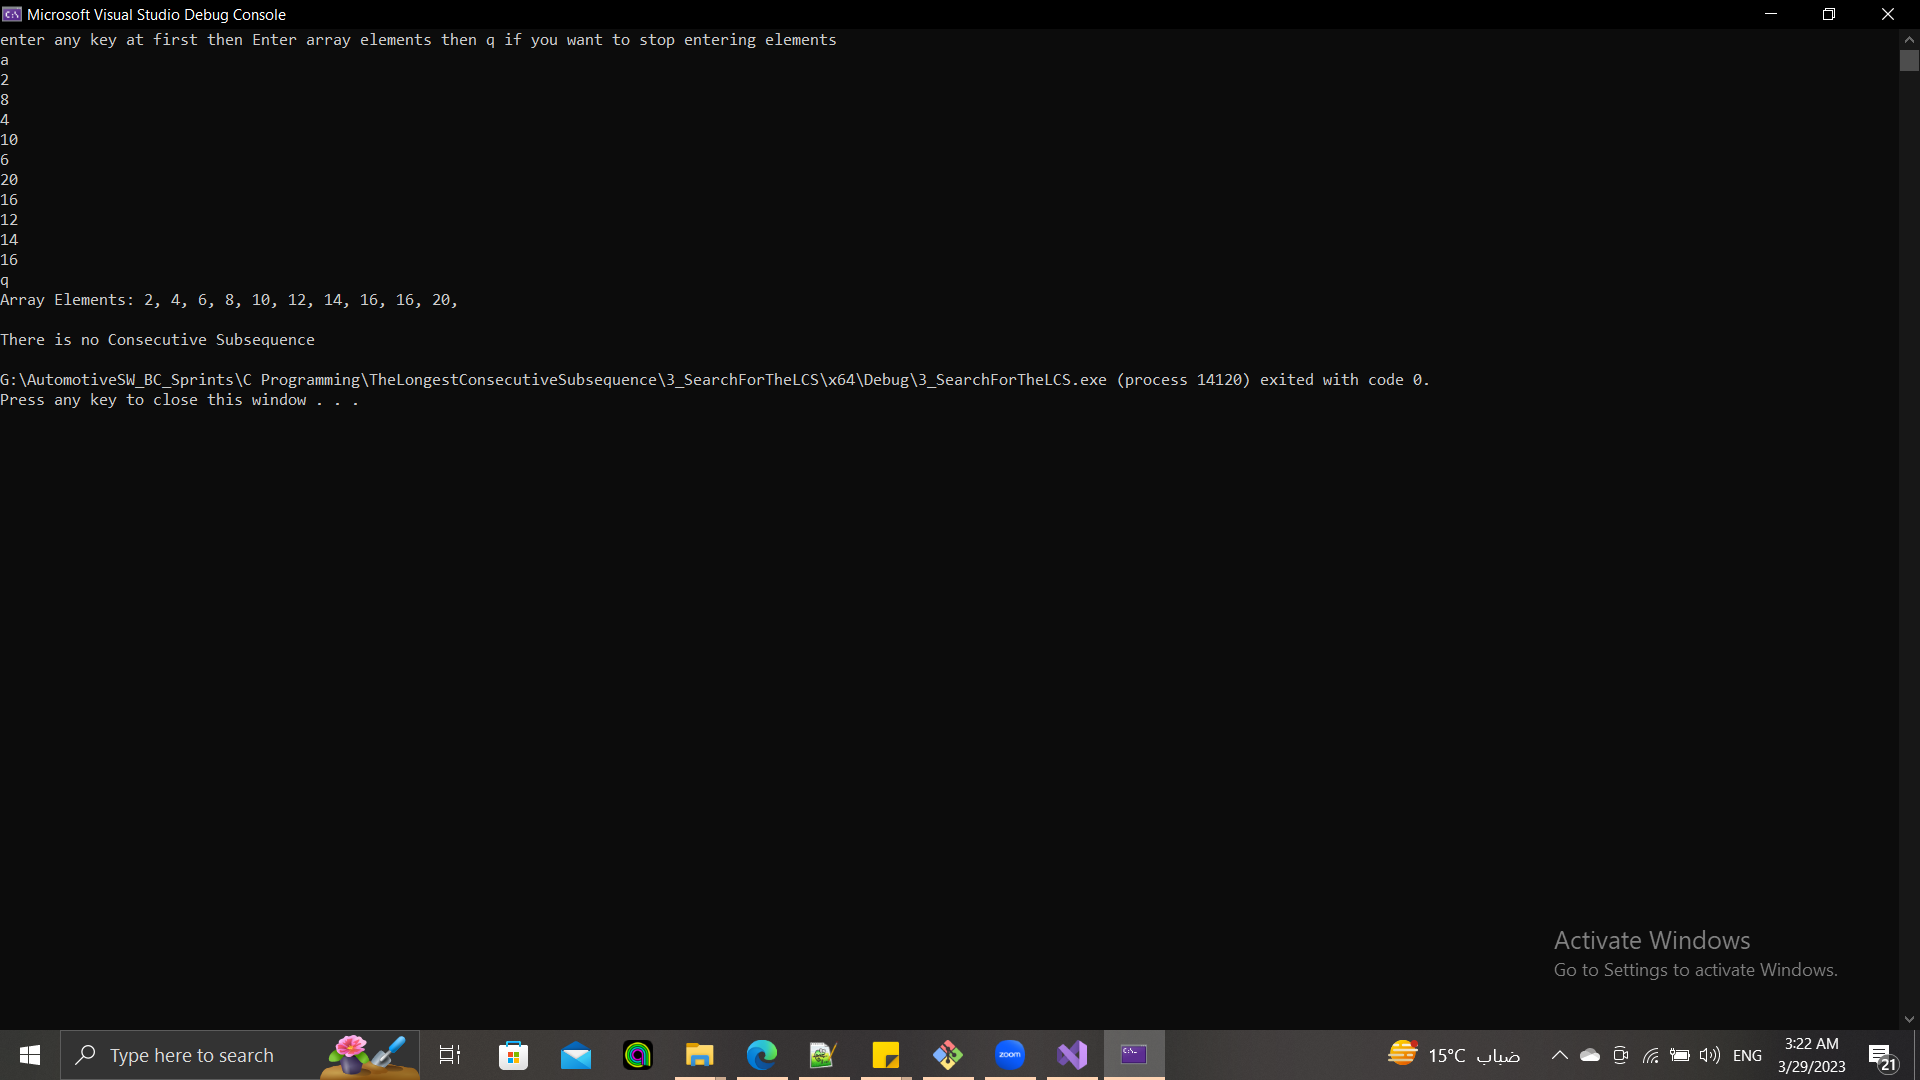 Microsoft Visual Studio Debug Console
enter any key at first then Enter array elements then q if you want to stop entering elements
a
2
8
4
10
6
20
16
12
14
16
q
Array Elements: 2, 4, 6, 8, 10, 12, 14, 16, 16, 20,
There is no Consecutive Subsequence
G:\AutomotiveSW_BC_Sprints\C Programming\TheLongestConsecutiveSubsequence\3_SearchForTheLCS\x64\Debug\3_SearchForTheLCS.exe (process 14120) exited with code 0.
Press any key to close this window . . .
Activate Windows
Go to Settings to activate Windows.
Type here to search
zoom
15°C ضباب
ENG
3:22 AM
3/29/2023
21